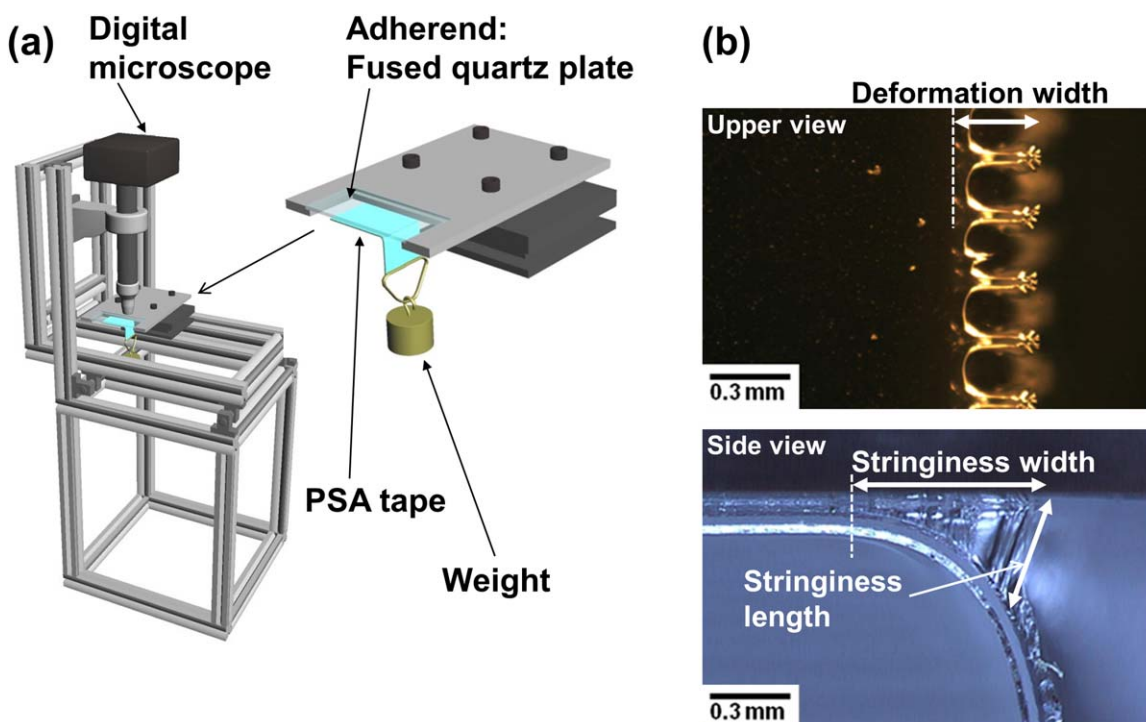 (a)
Digital
microscope
Adherend:
Fused quartz plate
PSA tape
Weight
(b)
Deformation width
Upper view
0.3 mm
Side view
Stringiness width
Stringiness
length
0.3 mm